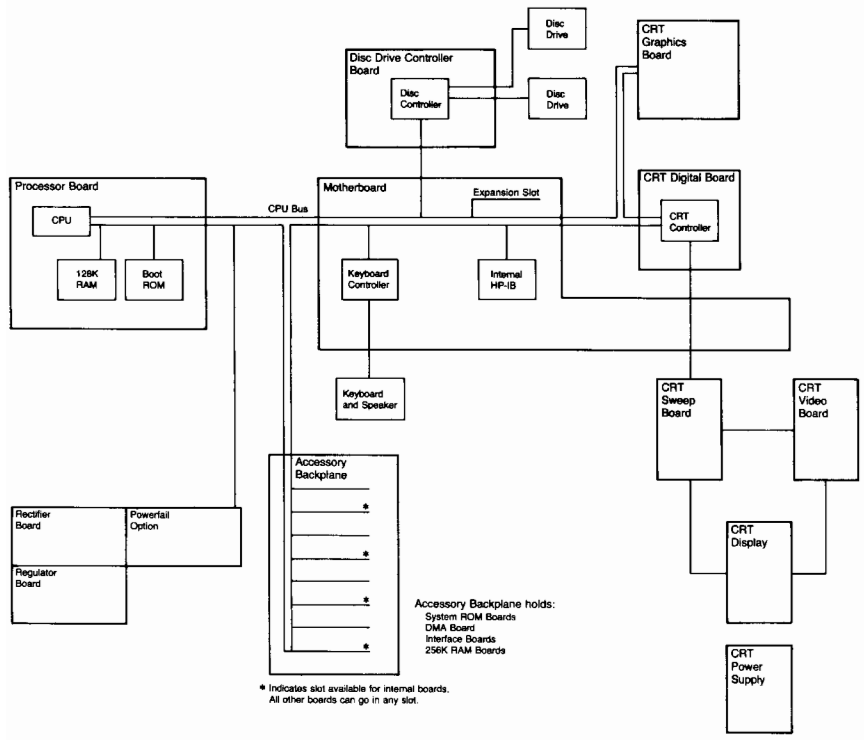 Disc
Drive
CRT
Graphics
Board
Disc Drive Controller
Board
Disc
Controller
Disc
Drive
Processor Board
Motherboard
CRT Digital Board
Expansion Slot
CPU Bus
CPU
CRT
Controller
128K
RAM
Boot
ROM
Keyboard
Controller
Internal
HP-IB
Keyboard
and Speaker
CRT
Sweep
Board
CRT
Video
Board
Accessory
Backplane
*
*
*
*
Rectifier
Board
Powerfail
Option
Regulator
Board
CRT
Display
Accessory Backplane holds:
System ROM Boards
DMA Board
Interface Boards
256K RAM Boards
CRT
Power
Supply
* Indicates slot available for internal boards.
All other boards can go in any slot.